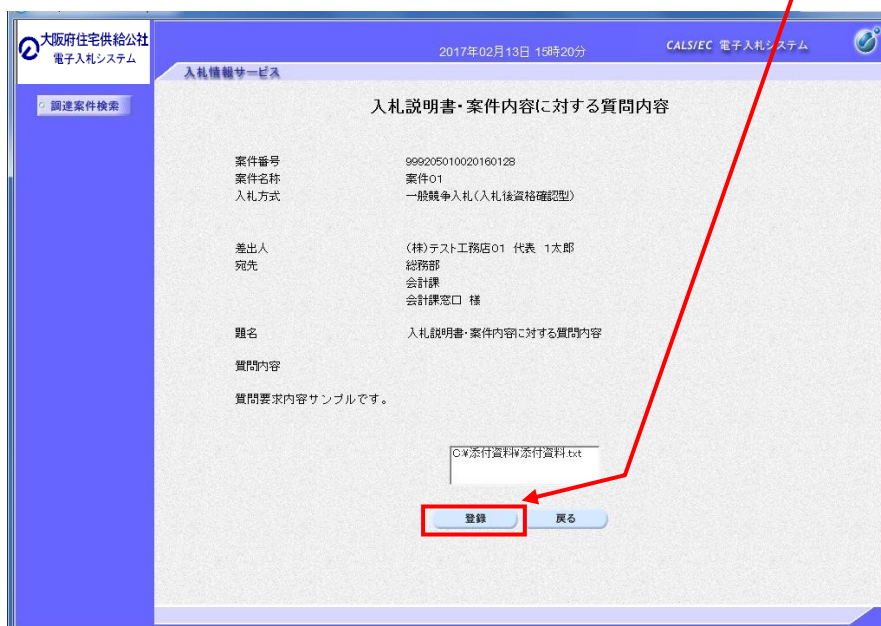 大阪府住宅供給公社
電子入札システム
2017年02月13日 15時20分
CALS/EC 電子入札システム
入札情報サービス
調達案件検索
入札説明書・案件内容に対する質問内容
案件番号 999205010020160128
案件名称 案件01
入札方式 一般競争入札(入札後資格確認型)
差出人 (株)テスト工務店01 代表 1太郎
宛先 総務部
会計課
会計課窓口 様
題名 入札説明書・案件内容に対する質問内容
質問内容
質問要求内容サンプルです。
C:¥添付資料¥添付資料.txt
登録 戻る